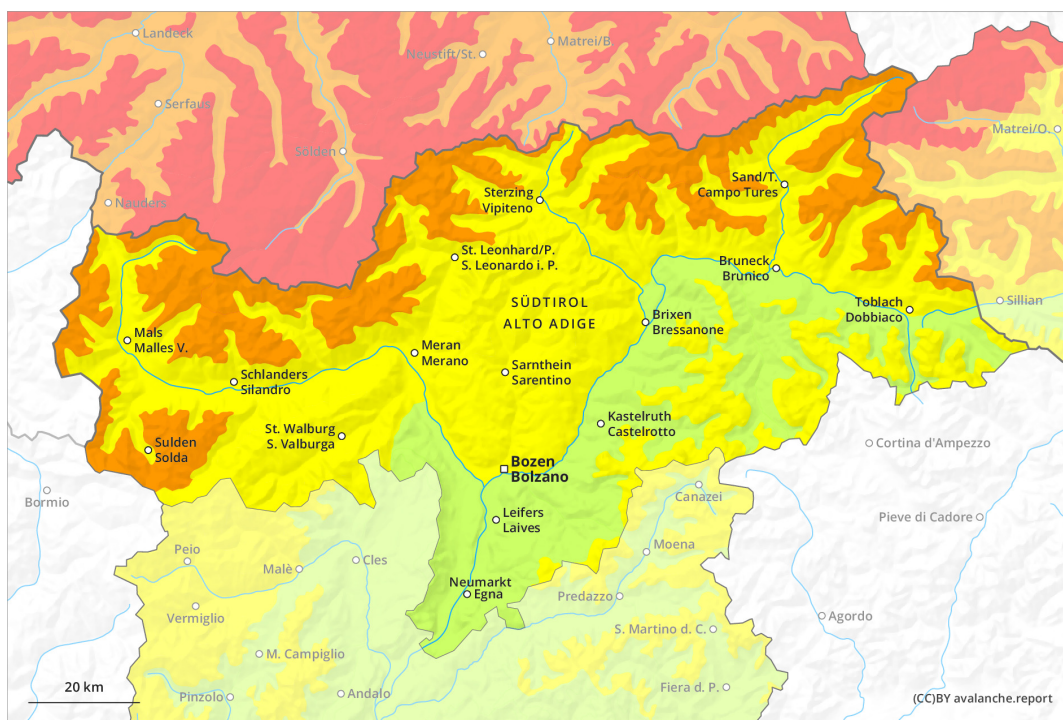 Landeck
Matrei/B.
Neustift/St.
Serfaus
Matrei/O.
Sölden
Sand/T.
Campo Tures
Sterzing
Vipiteno
Nauders
St. Leonhard/P.
S. Leonardo i. P.
Bruneck
Brunico
SÜDTIROL
ALTO ADIGE
Toblach
Dobbiaco
Sillian
Brixen
Bressanone
Mals
Malles V.
Meran
Merano
Sarnthein
Sarentino
Schlanders
Silandro
Kastelruth
Castelrotto
St. Walburg
S. Valburga
Sulden
Solda
Cortina d'Ampezzo
Bozen
Bolzano
Bormio
Canazei
Leifers
Laives
Pieve di Cadore
Peio
Moena
Cles
Malè
Neumarkt
Egna
Predazzo
Vermiglio
Agordo
S. Martino d. C.
M. Campiglio
20 km
Pinzolo
Andalo
Fiera d. P.
(CC)BY avalanche.report